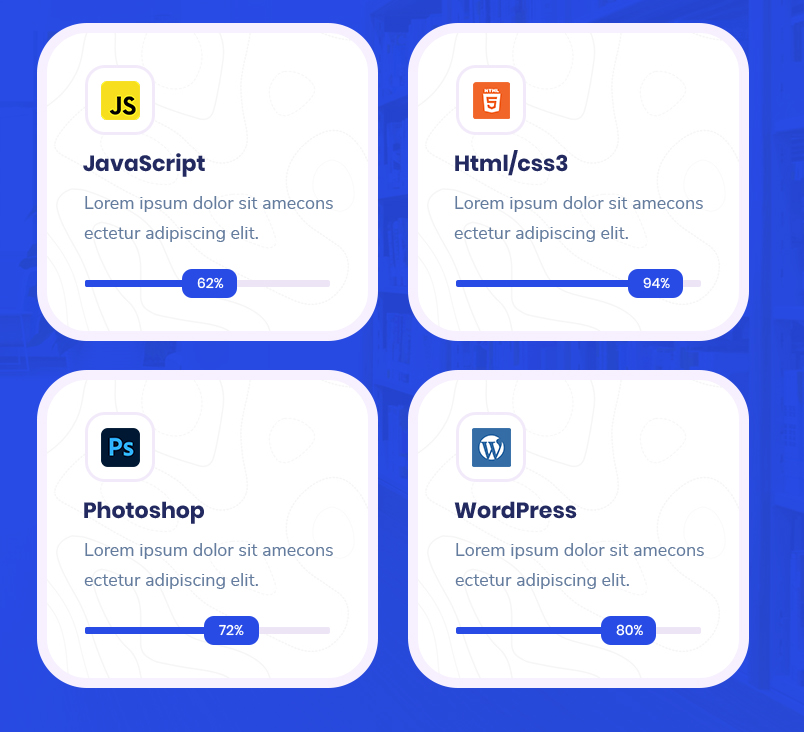 JS
JavaScript
Lorem ipsum dolor sit amecons
ectetur adipiscing elit.
62%
HTML
5
Html/css3
Lorem ipsum dolor sit amecons
ectetur adipiscing elit.
94%
Ps
Photoshop
Lorem ipsum dolor sit amecons
ectetur adipiscing elit.
72%
W
WordPress
Lorem ipsum dolor sit amecons
ectetur adipiscing elit.
80%